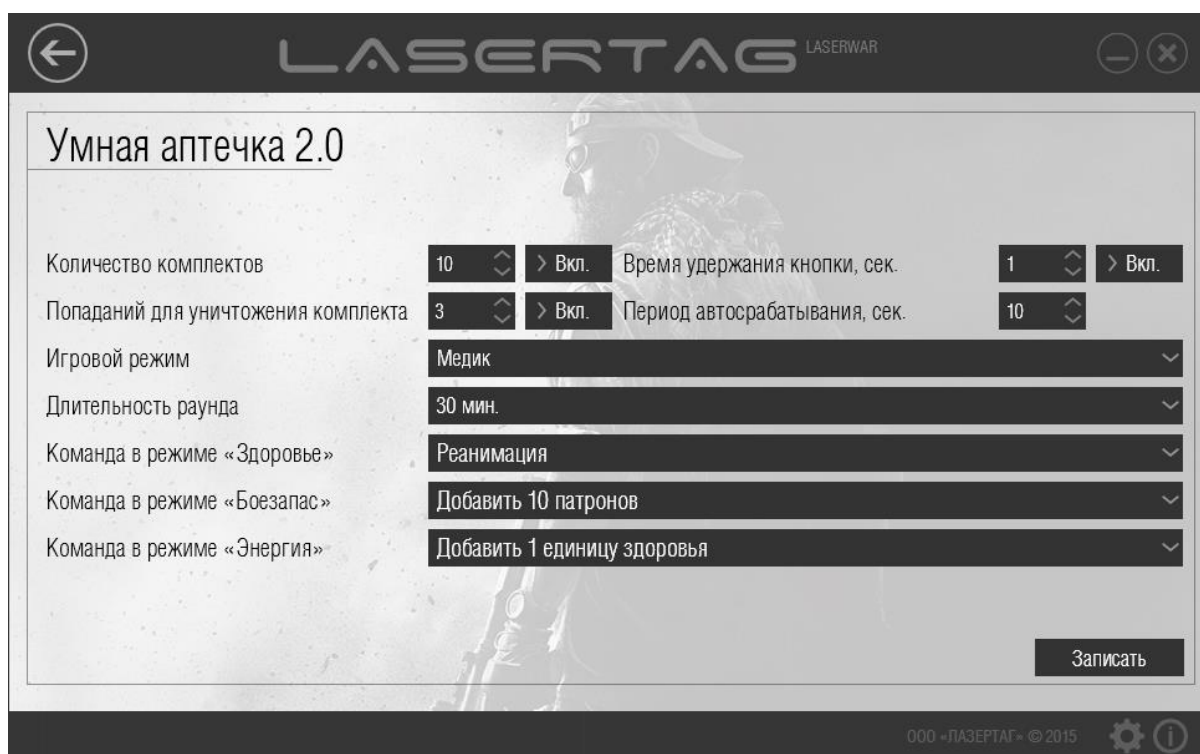 LASERTAG LASERWAR
Умная аптечка 2.0
Количество комплектов 10 > Вкл. Время удержания кнопки, сек. 1 > Вкл.
Попаданий для уничтожения комплекта 3 > Вкл. Период автосрабатывания, сек. 10
Игровой режим Медик
Длительность раунда 30 мин.
Команда в режиме «Здоровье» Реанимация
Команда в режиме «Боезапас» Добавить 10 патронов
Команда в режиме «Энергия» Добавить 1 единицу здоровья
Записать
ООО «ЛАЗЕРТАГ» © 2015